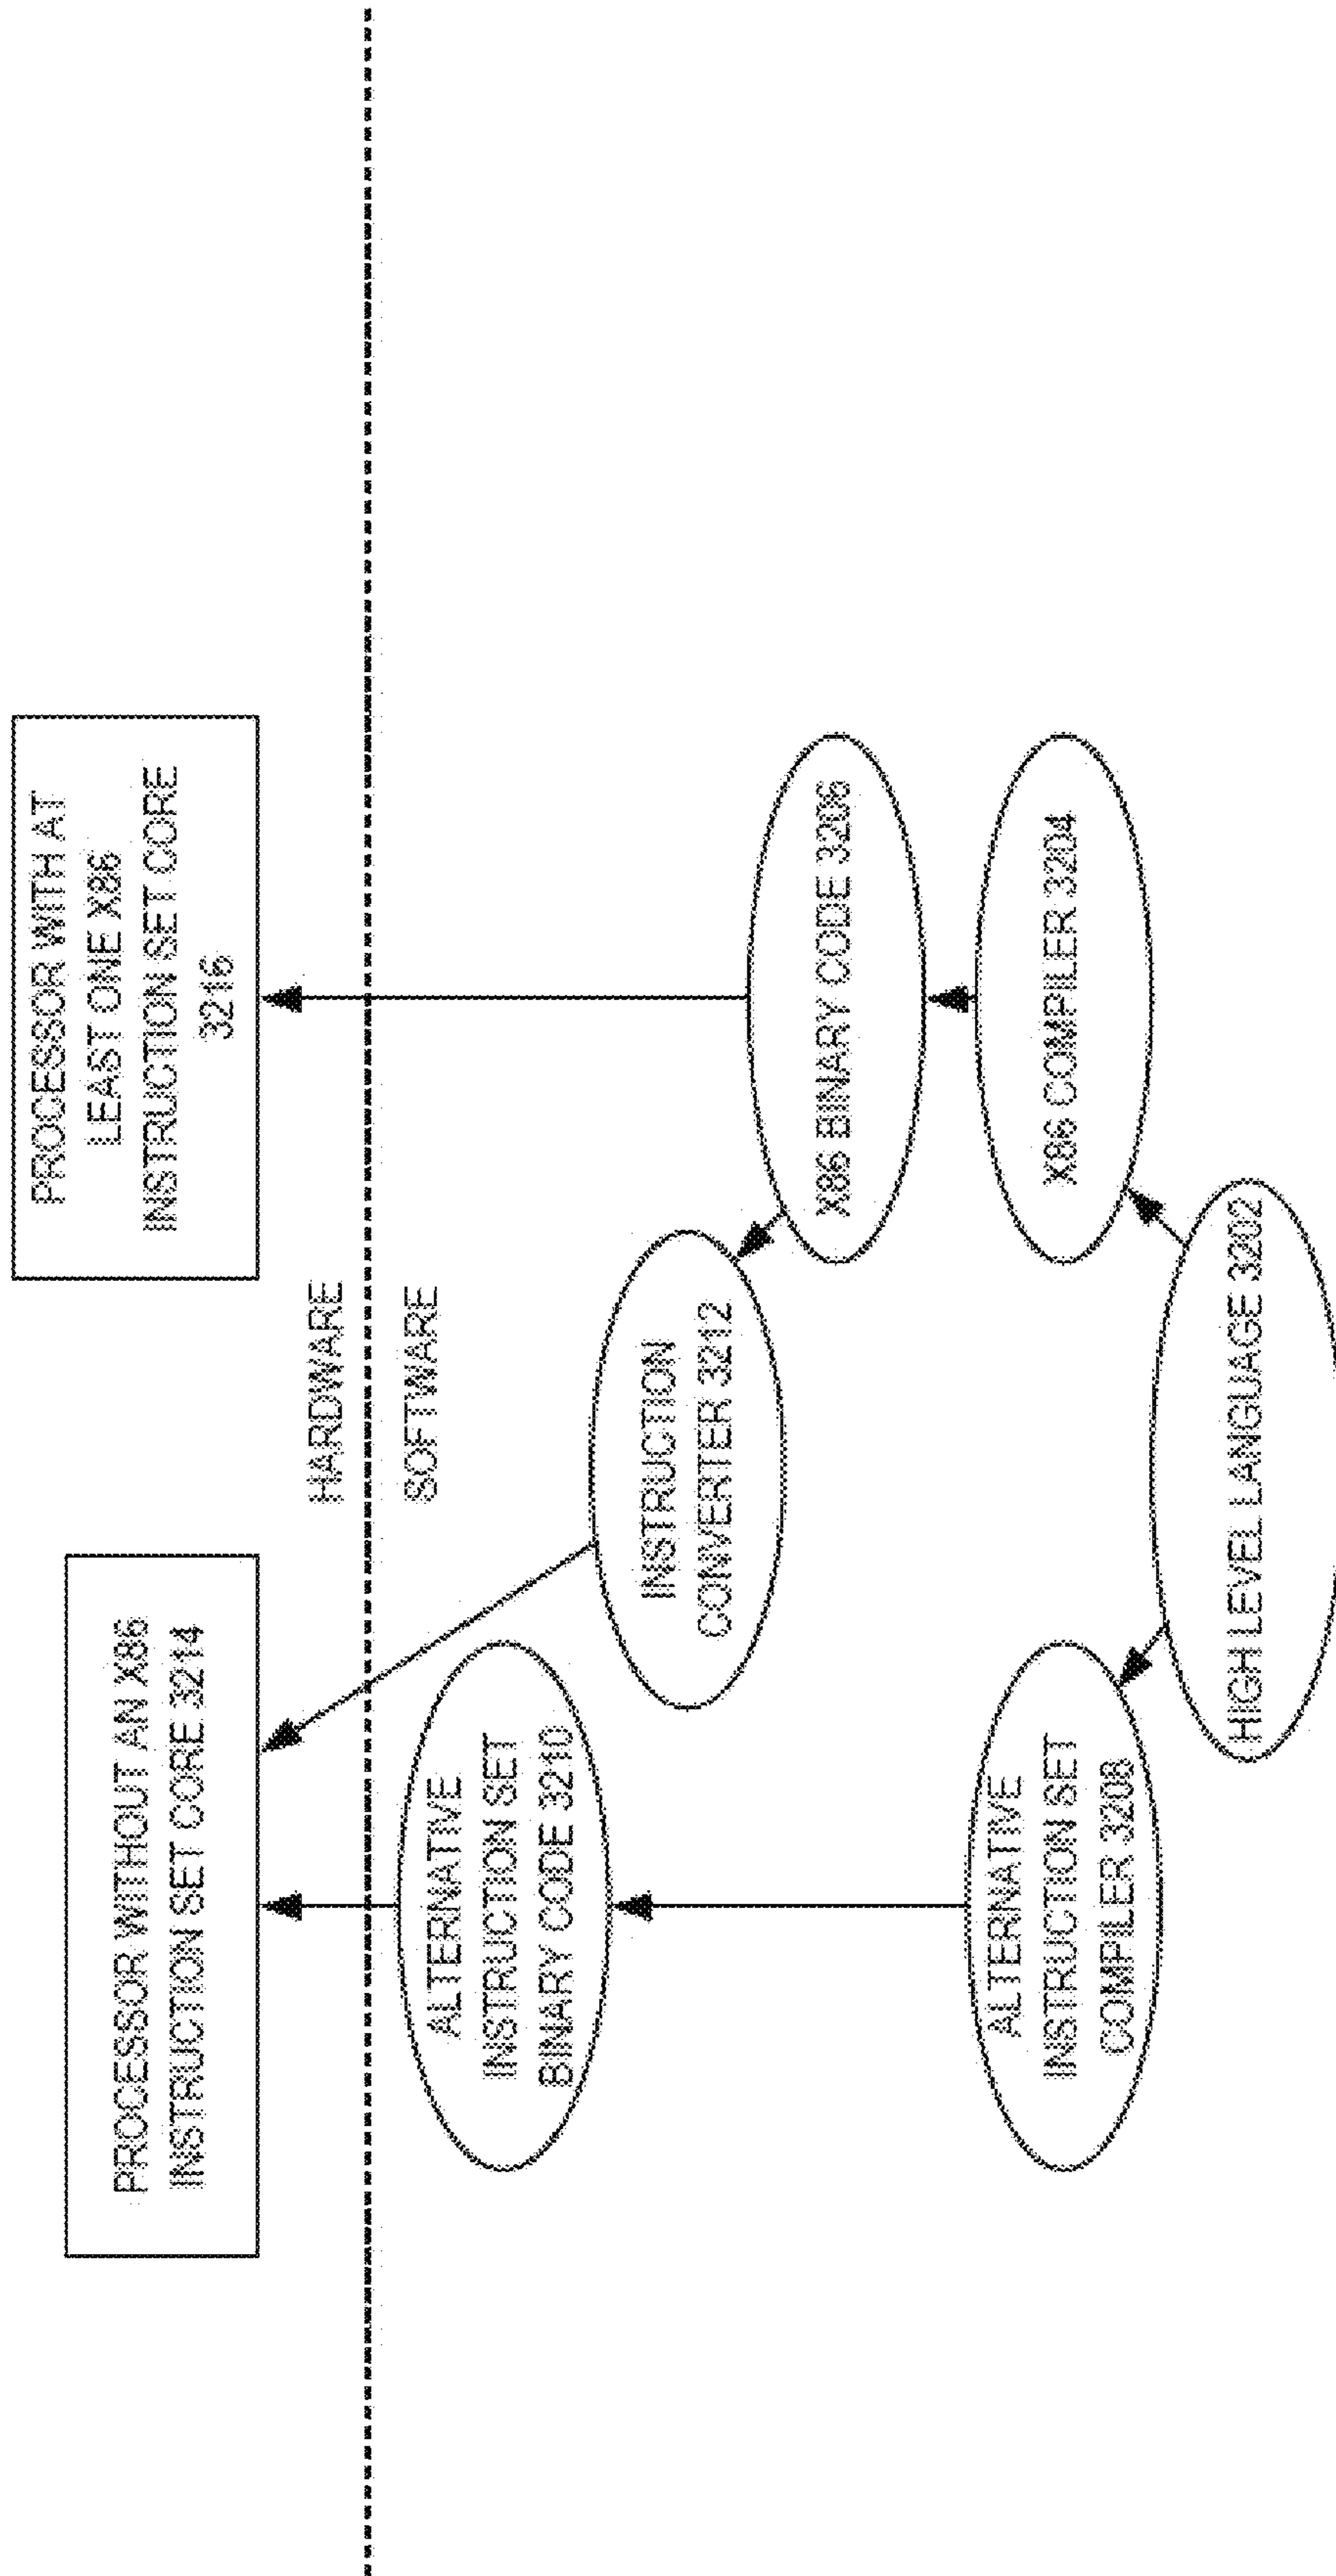 PROCESSOR WITHOUT AN X86
INSTRUCTION SET CORE 3214
PROCESSOR WITH AT
LEAST ONE X86
INSTRUCTION SET CORE
3216
HARDWARE
SOFTWARE
ALTERNATIVE
INSTRUCTION SET
BINARY CODE 3210
INSTRUCTION
CONVERTER 3212
X86 BINARY CODE 3206
ALTERNATIVE
INSTRUCTION SET
COMPILER 3208
X86 COMPILER 3204
HIGH LEVEL LANGUAGE 3202